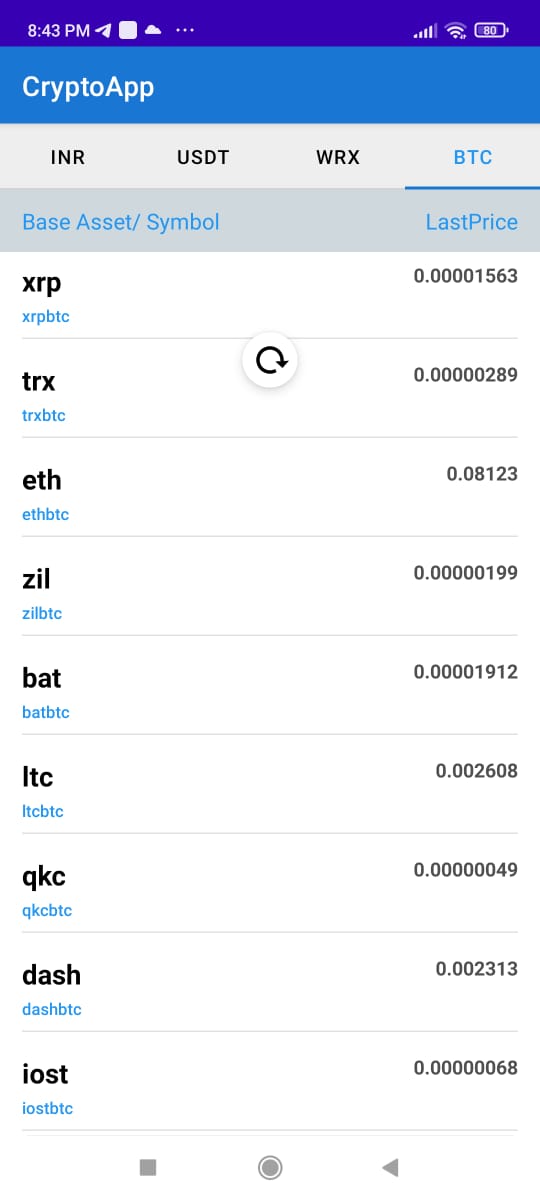 8:43 PM
80
CryptoApp
INR USDT WRX BTC
Base Asset/ Symbol LastPrice
xrp 0.00001563
xrpbtc
trx 0.00000289
trxbtc
eth 0.08123
ethbtc
zil 0.00000199
zilbtc
bat 0.00001912
batbtc
ltc 0.002608
ltcbtc
qkc 0.00000049
qkcbtc
dash 0.002313
dashbtc
iost 0.00000068
iostbtc